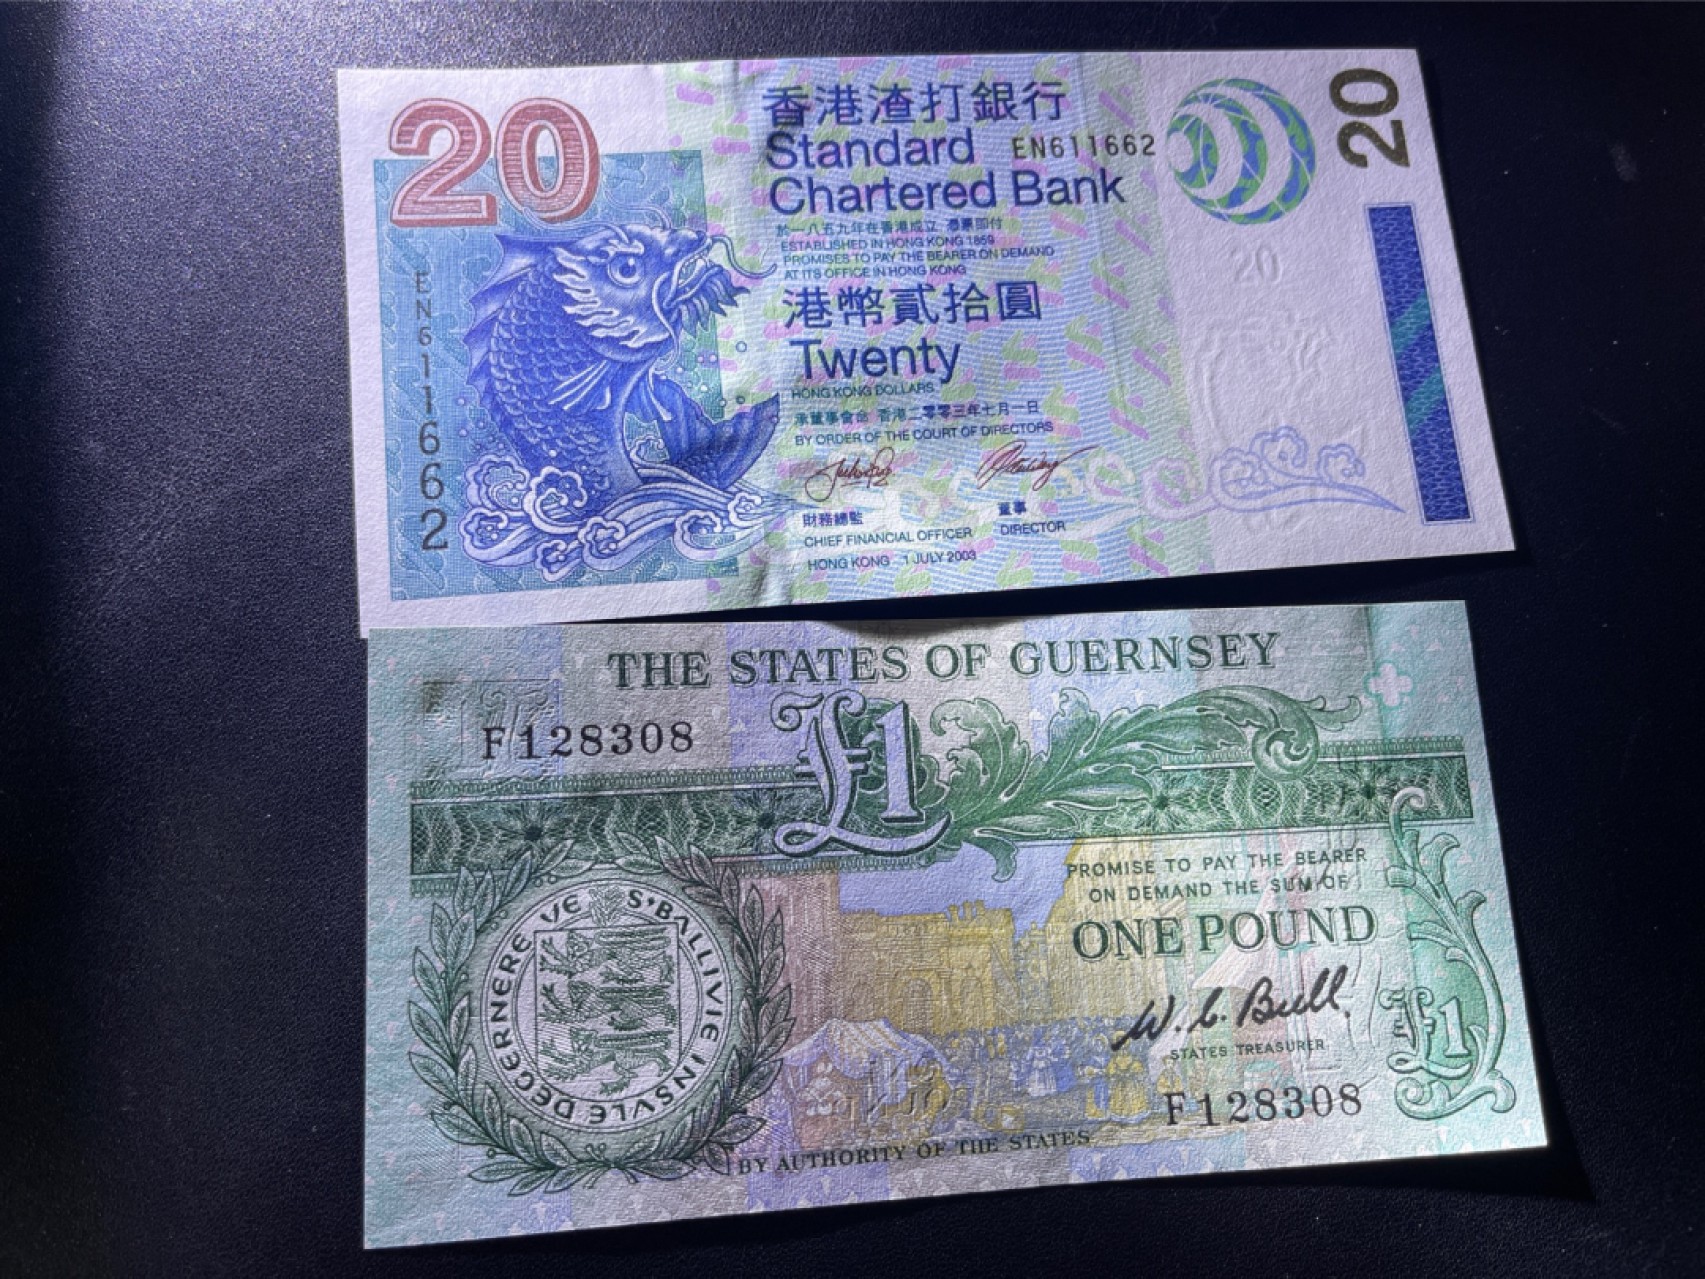 20
香港渣打銀行
20
Standard
EN611662
Chartered Bank
於一八五九年在香港成立 憑票即付
ESTABLISHED IN HONG KONG 1859
PROMISES TO PAY THE BEARER ON DEMAND
AT ITS OFFICE IN HONG KONG
20
EN611662
港幣貳拾圓
Twenty
HONG KONG DOLLARS
承董事會命 香港二零零三年七月一日
BY ORDER OF THE COURT OF DIRECTORS
財務總監
董事
CHIEF FINANCIAL OFFICER
DIRECTOR
HONG KONG 1 JULY 2003
THE STATES OF GUERNSEY
F128308
£1
PROMISE TO PAY THE BEARER
ON DEMAND THE SUM OF
ONE POUND
S'BALLIVIE INSVLE DEGERNEREVE
W. C. Bull.
£1
STATES TREASURER
F128308
BY AUTHORITY OF THE STATES